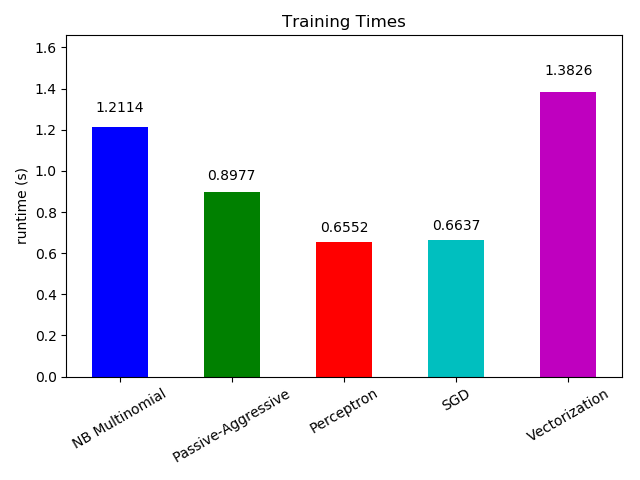 Training Times
1.6
1.4
1.2
1.0
0.8
0.6
0.4
0.2
0.0
runtime (s)
1.2114
0.8977
0.6552
0.6637
1.3826
NB Multinomial
Passive-Aggressive
Perceptron
SGD
Vectorization